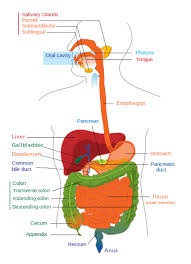 Salivary Glands
Parotid
Submandibular
Sublingual
Oral cavity
Pharynx
Tongue
Esophagus
Pancreas
Liver
Gallbladder
Duodenum
Common
bile duct
Stomach
Pancreatic
duct
Colon
Transverse colon
Ascending colon
Descending colon
Ileum
(small intestine)
Cecum
Appendix
Rectum
Anus